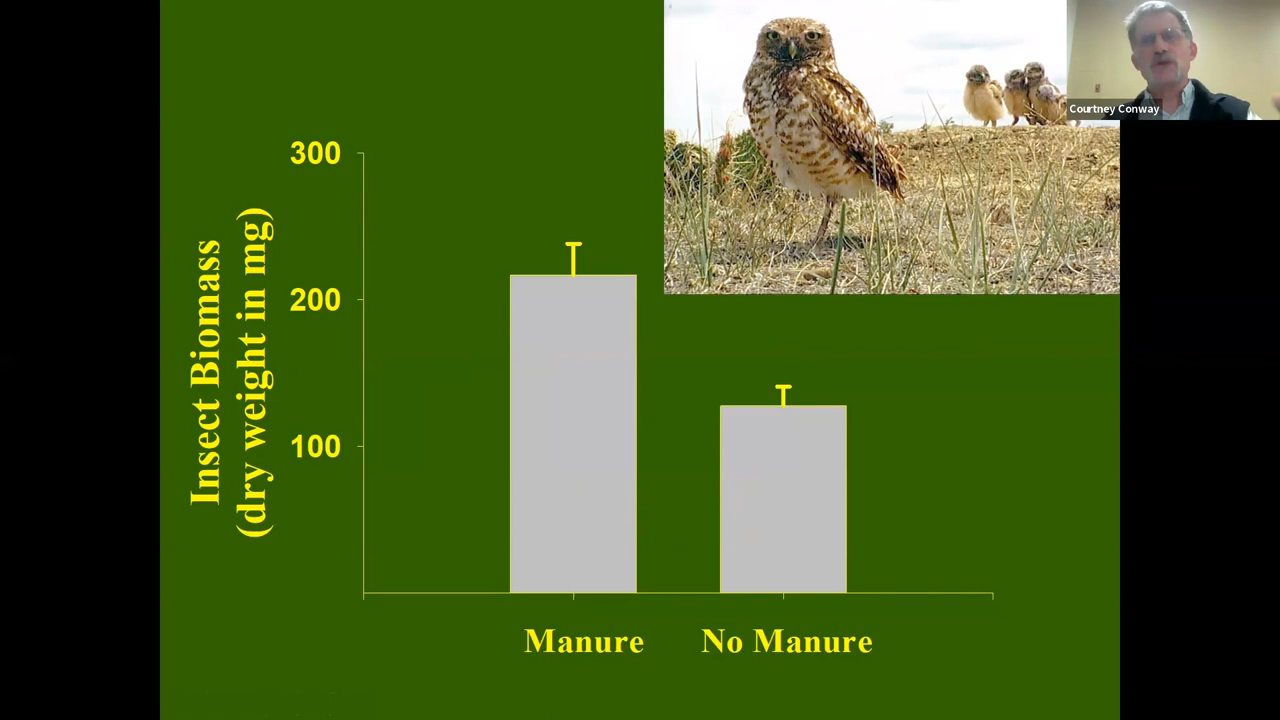 Courtney Conway
300
200
100
Insect Biomass
(dry weight in mg)
Manure
No Manure